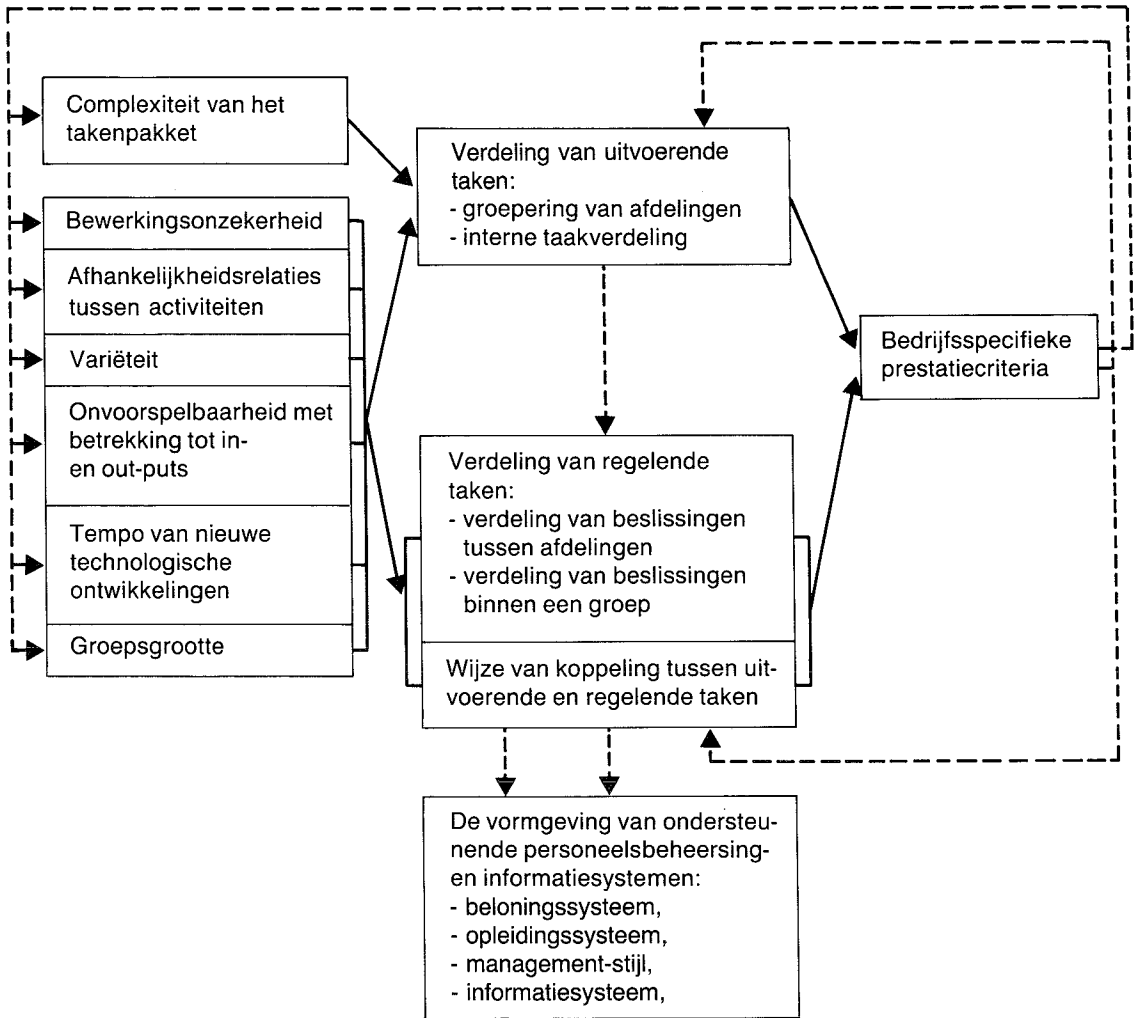 Complexiteit van het
takenpakket
Bewerkingsonzekerheid
Afhankelijkheidsrelaties
tussen activiteiten
Variëteit
Onvoorspelbaarheid met
betrekking tot in-
en out-puts
Tempo van nieuwe
technologische
ontwikkelingen
Groepsgrootte
Verdeling van uitvoerende
taken:
- groepering van afdelingen
- interne taakverdeling
Verdeling van regelende
taken:
- verdeling van beslissingen
tussen afdelingen
- verdeling van beslissingen
binnen een groep
Wijze van koppeling tussen uit-
voerende en regelende taken
Bedrijfsspecifieke
prestatiecriteria
De vormgeving van ondersteu-
nende personeelsbeheersing-
en informatiesystemen:
- beloningssysteem,
- opleidingssysteem,
- management-stijl,
- informatiesysteem,